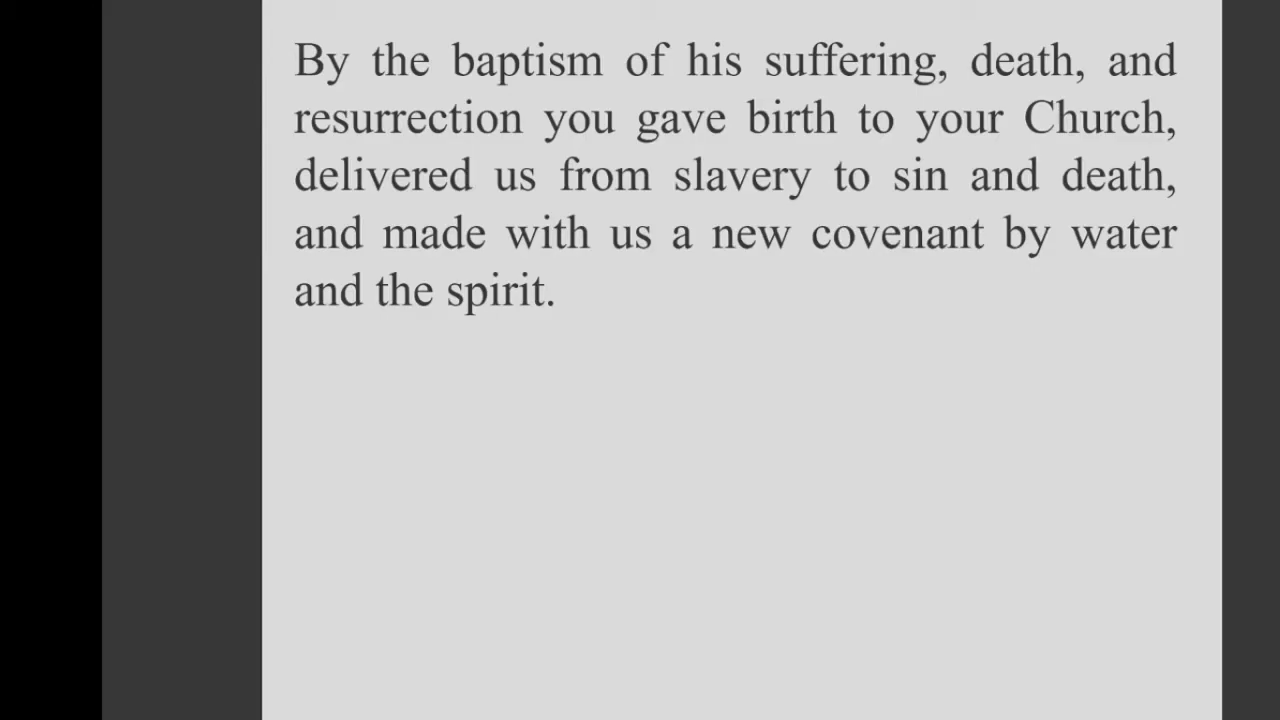 By the baptism of his suffering, death, and
resurrection you gave birth to your Church,
delivered us from slavery to sin and death,
and made with us a new covenant by water
and the spirit.